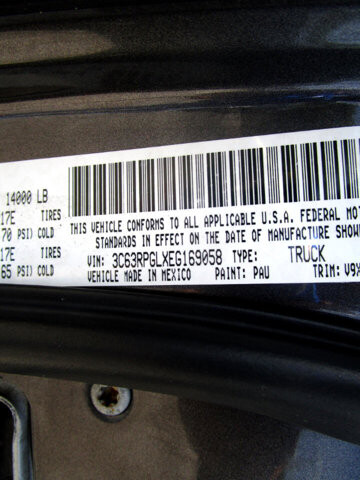 14000 LB
17E TIRES
70 PSI) COLD
17E TIRES
65 PSI) COLD
THIS VEHICLE CONFORMS TO ALL APPLICABLE U.S.A. FEDERAL MOT
STANDARDS IN EFFECT ON THE DATE OF MANUFACTURE SHOW
VIN: 3C63RPGLXEG169058 TYPE: TRUCK
VEHICLE MADE IN MEXICO PAINT: PAU TRIM: V9X